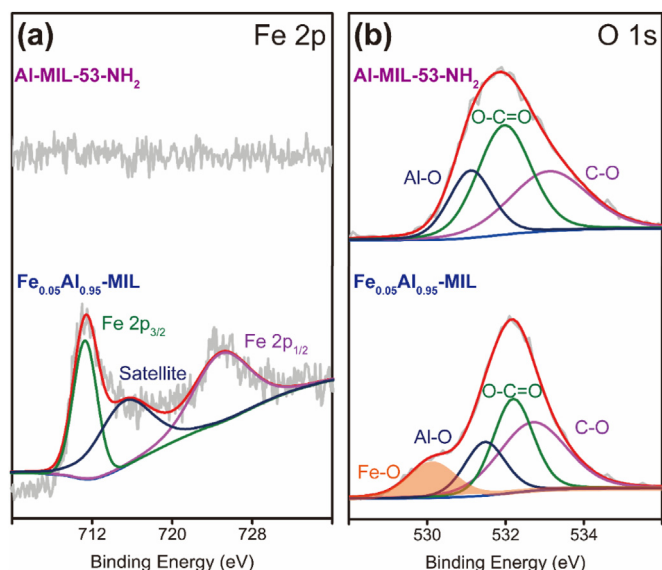 (a) Fe 2p
Al-MIL-53-NH₂
Fe₀.₀₅Al₀.₉₅-MIL
Fe 2p₃/₂
Satellite
Fe 2p₁/₂
712 720 728
Binding Energy (eV)
(b) O 1s
Al-MIL-53-NH₂
O-C=O
Al-O
C-O
Fe₀.₀₅Al₀.₉₅-MIL
O-C=O
Al-O
C-O
Fe-O
530 532 534
Binding Energy (eV)